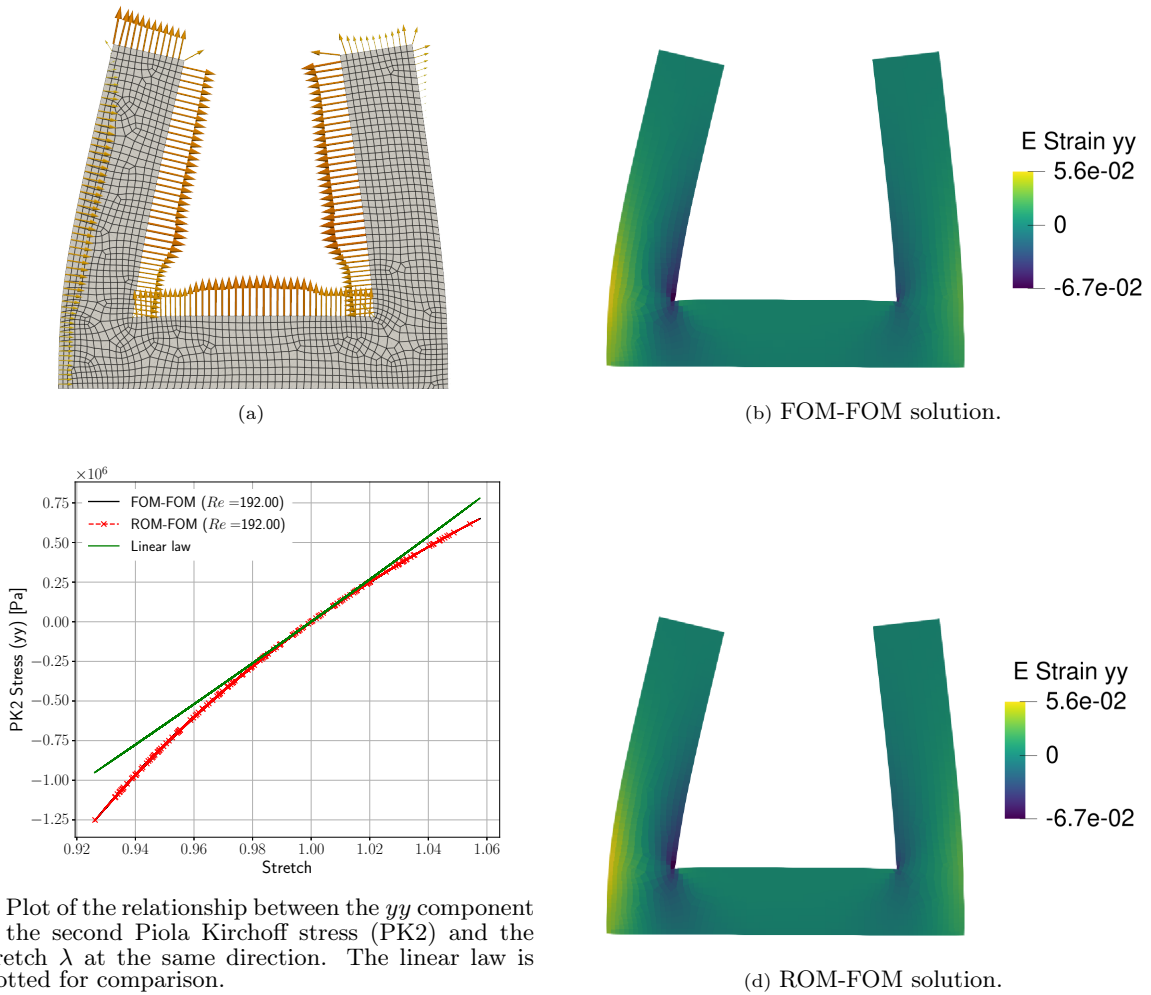 (a)
E Strain yy
5.6e-02
0
-6.7e-02
(b) FOM-FOM solution.
×10⁶
FOM-FOM (Re =192.00)
ROM-FOM (Re =192.00)
Linear law
0.75
0.50
0.25
0.00
−0.25
−0.50
−0.75
−1.00
−1.25
PK2 Stress (yy) [Pa]
0.92 0.94 0.96 0.98 1.00 1.02 1.04 1.06
Stretch
Plot of the relationship between the yy component
the second Piola Kirchoff stress (PK2) and the
retch λ at the same direction. The linear law is
otted for comparison.
E Strain yy
5.6e-02
0
-6.7e-02
(d) ROM-FOM solution.